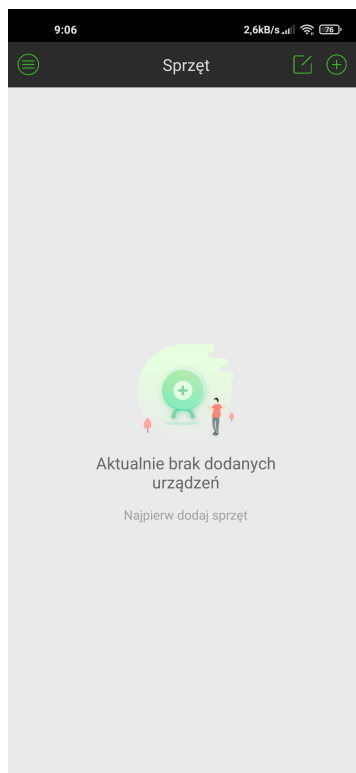 9:06
2,6kB/s
76
Sprzęt
Aktualnie brak dodanych
urządzeń
Najpierw dodaj sprzęt